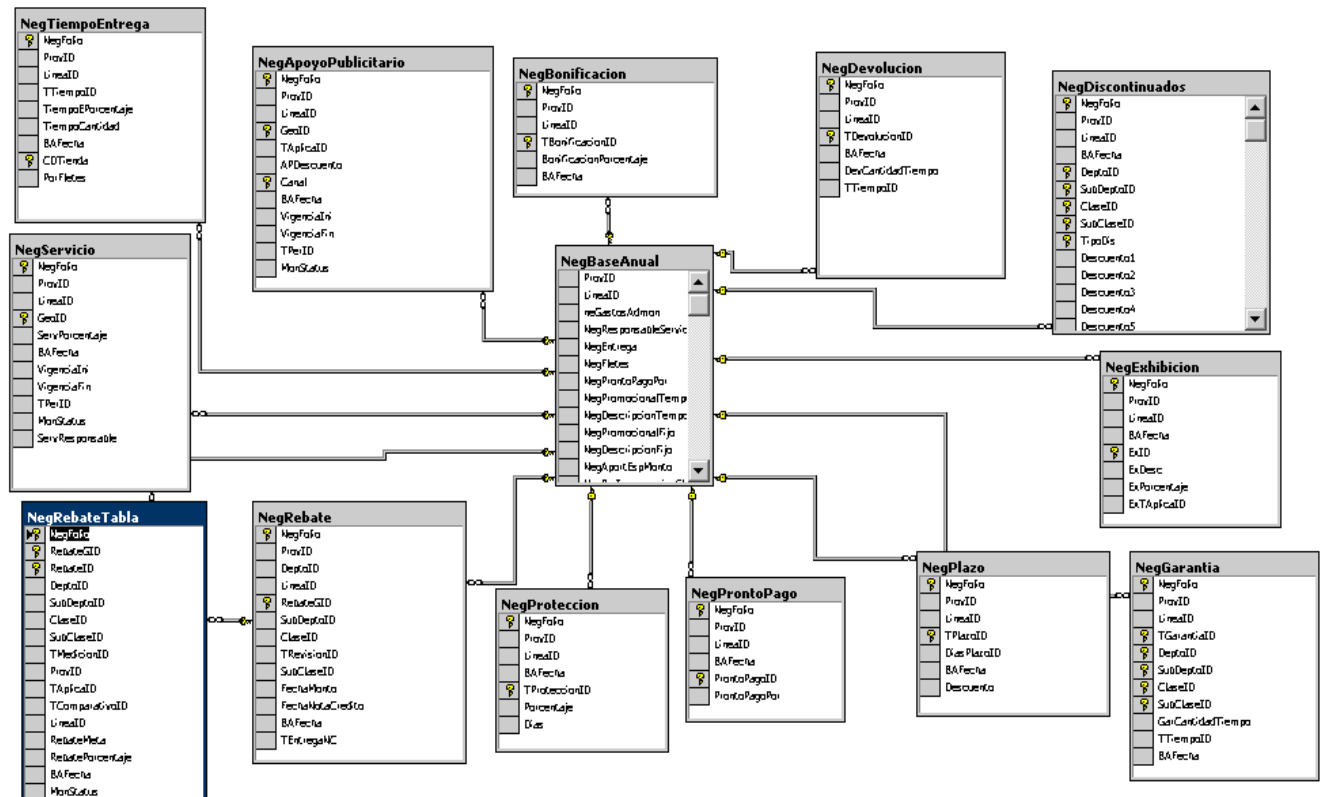 NegTiempoEntrega
NegFolio
ProvID
LineaID
TTiempoID
TiempoEPorcentaje
TiempoCantidad
BAFecha
CDTienda
PorFletes
NegApoyoPublicitario
NegFolio
ProvID
LineaID
GeoID
TAplicaID
APDescuento
Canal
BAFecha
VigenciaIni
VigenciaFin
TPerID
MonStatus
NegBonificacion
NegFolio
ProvID
LineaID
TBonificacionID
BonificacionPorcentaje
BAFecha
NegDevolucion
NegFolio
ProvID
LineaID
TDevolucionID
BAFecha
DevCantidadTiempo
TTiempoID
NegDiscontinuados
NegFolio
ProvID
LineaID
BAFecha
DeptoID
SubDeptoID
ClaseID
SubClaseID
TipoDis
Descuento1
Descuento2
Descuento3
Descuento4
Descuento5
NegServicio
NegFolio
ProvID
LineaID
GeoID
ServPorcentaje
BAFecha
VigenciaIni
VigenciaFin
TPerID
MonStatus
ServResponsable
NegBaseAnual
ProvID
LineaID
neGastosAdmon
NegResponsableServic
NegEntrega
NegFletes
NegProntoPagoPor
NegPromocionalTemp
NegDescripcionTempo
NegPromocionalFijo
NegDescripcionFijo
NegAportEspMonto
NegExhibicion
NegFolio
ProvID
LineaID
BAFecha
ExID
ExDesc
ExPorcentaje
ExTAplicaID
NegRebateTabla
NegFolio
RebateGID
RebateID
DeptoID
SubDeptoID
ClaseID
SubClaseID
TMedicionID
ProvID
TAplicaID
TComparativoID
LineaID
RebateMeta
RebatePorcentaje
BAFecha
MonStatus
NegRebate
NegFolio
ProvID
DeptoID
LineaID
RebateGID
SubDeptoID
ClaseID
TRevisionID
SubClaseID
FechaMonto
FechaNotaCredito
BAFecha
TEntregaNC
NegProteccion
NegFolio
ProvID
LineaID
BAFecha
TProteccionID
Porcentaje
Dias
NegProntoPago
NegFolio
ProvID
LineaID
BAFecha
ProntoPagoID
ProntoPagoPor
NegPlazo
NegFolio
ProvID
LineaID
TPlazoID
DiasPlazoID
BAFecha
Descuento
NegGarantia
NegFolio
ProvID
LineaID
TGarantiaID
DeptoID
SubDeptoID
ClaseID
SubClaseID
GarCantidadTiempo
TTiempoID
BAFecha